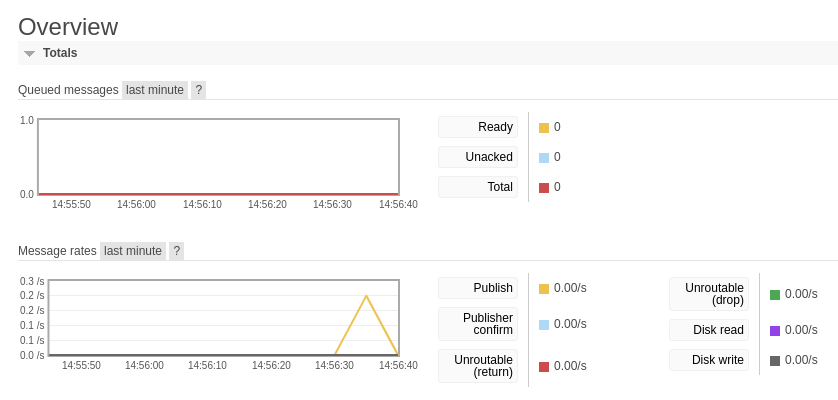 Overview
Totals
Queued messages last minute ?
1.0
0.0
14:55:50 14:56:00 14:56:10 14:56:20 14:56:30 14:56:40
Ready 0
Unacked 0
Total 0
Message rates last minute ?
0.3 /s
0.2 /s
0.2 /s
0.1 /s
0.1 /s
0.0 /s
14:55:50 14:56:00 14:56:10 14:56:20 14:56:30 14:56:40
Publish 0.00/s
Publisher
confirm 0.00/s
Unroutable
(return) 0.00/s
Unroutable
(drop) 0.00/s
Disk read 0.00/s
Disk write 0.00/s